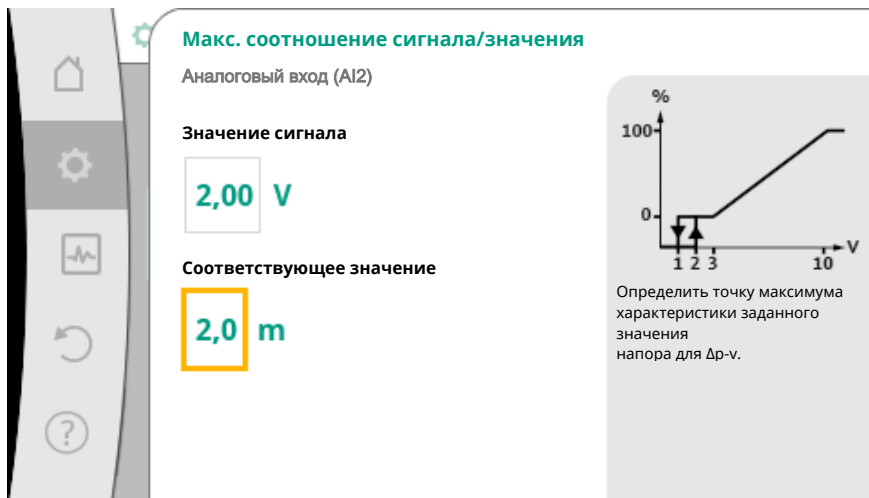 Макс. соотношение сигнала/значения
Аналоговый вход (AI2)
Значение сигнала
2,00 V
Соответствующее значение
2,0 m
?
%
100
0
1 2 3 10 V
Определить точку максимума
характеристики заданного
значения
напора для Δp-v.